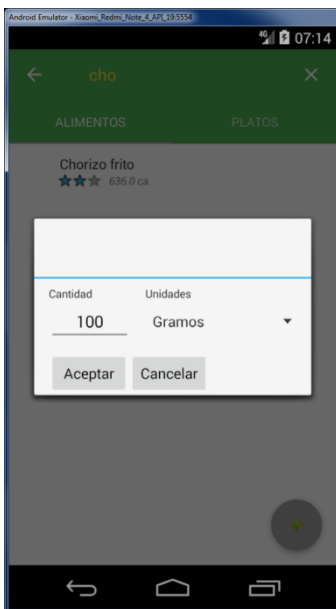 Android Emulator - Xiaomi_Redmi_Note_4_API_19:5554
4G 07:14
cho
ALIMENTOS PLATOS
Chorizo frito
636.0 ca.
Cantidad Unidades
100 Gramos
Aceptar Cancelar